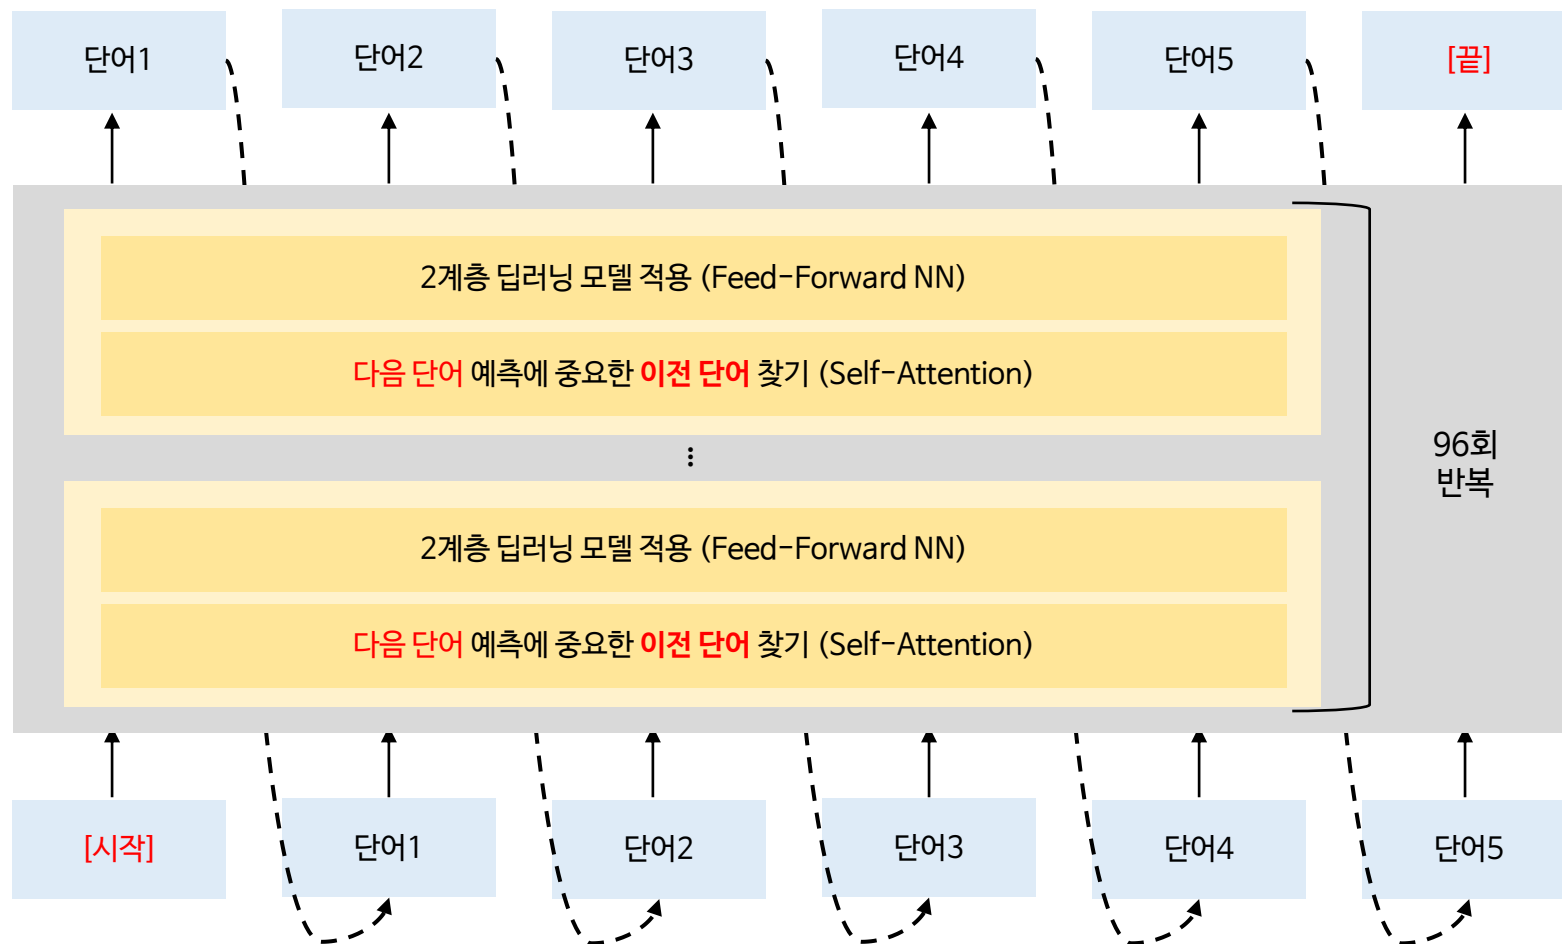 단어1
단어2
단어3
단어4
단어5
[끝]
2계층 딥러닝 모델 적용 (Feed-Forward NN)
다음 단어 예측에 중요한 이전 단어 찾기 (Self-Attention)
⋮
96회
반복
2계층 딥러닝 모델 적용 (Feed-Forward NN)
다음 단어 예측에 중요한 이전 단어 찾기 (Self-Attention)
[시작]
단어1
단어2
단어3
단어4
단어5